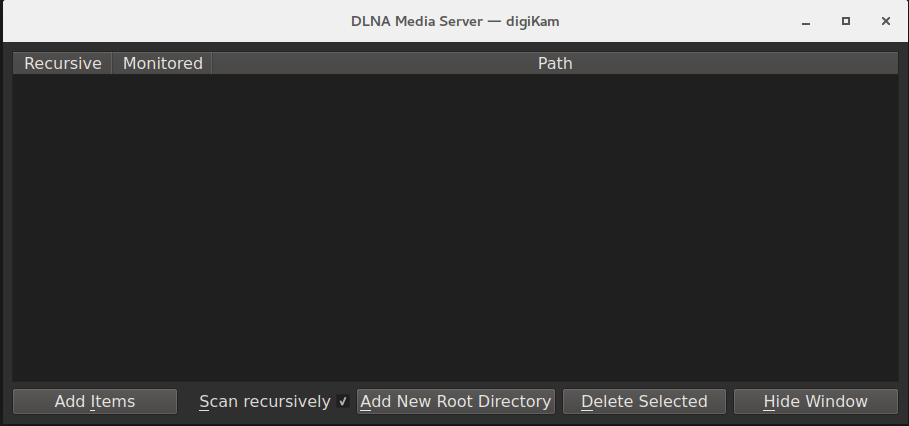 DLNA Media Server — digiKam
Recursive Monitored Path
Add Items Scan recursively Add New Root Directory Delete Selected Hide Window